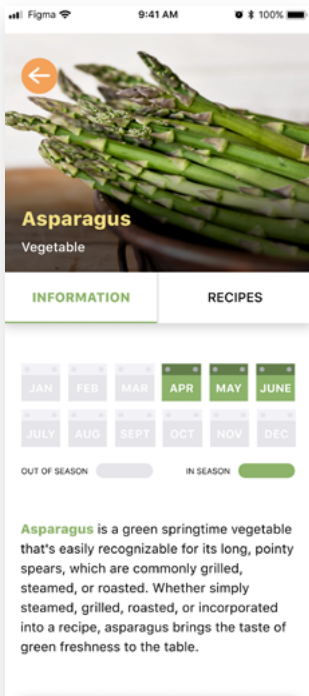 Figma 9:41 AM 100%
Asparagus
Vegetable
INFORMATION RECIPES
JAN FEB MAR APR MAY JUNE
JULY AUG SEPT OCT NOV DEC
OUT OF SEASON IN SEASON
Asparagus is a green springtime vegetable
that's easily recognizable for its long, pointy
spears, which are commonly grilled,
steamed, or roasted. Whether simply
steamed, grilled, roasted, or incorporated
into a recipe, asparagus brings the taste of
green freshness to the table.